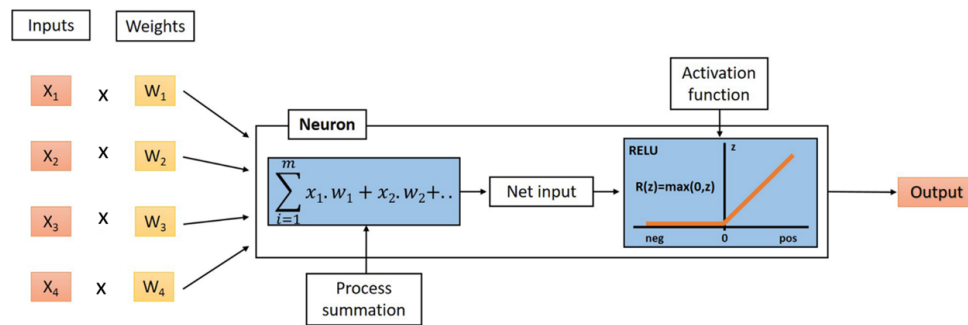 Inputs Weights
X₁ x W₁
X₂ x W₂
X₃ x W₃
X₄ x W₄
Neuron
m
∑ x₁. w₁ + x₂. w₂+..
i=1
Process
summation
Net input
Activation
function
RELU
z
R(z)=max(0,z)
neg 0 pos
Output